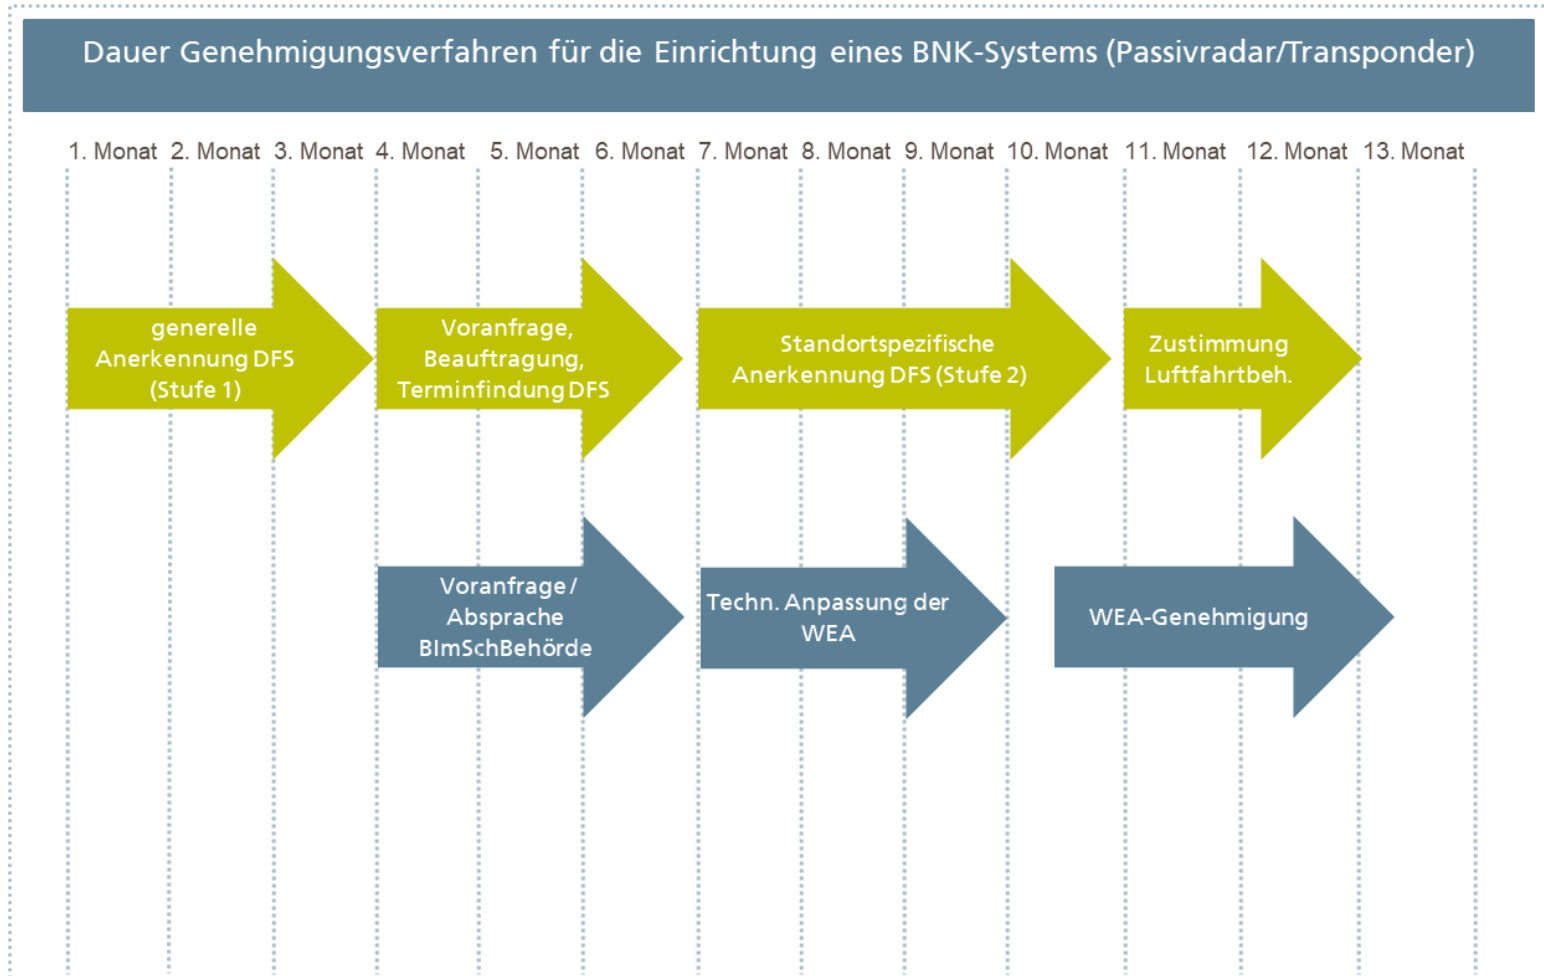 Dauer Genehmigungsverfahren für die Einrichtung eines BNK-Systems (Passivradar/Transponder)
1. Monat 2. Monat 3. Monat 4. Monat 5. Monat 6. Monat 7. Monat 8. Monat 9. Monat 10. Monat 11. Monat 12. Monat 13. Monat
generelle
Anerkennung DFS
(Stufe 1)
Voranfrage,
Beauftragung,
Terminfindung DFS
Standortspezifische
Anerkennung DFS (Stufe 2)
Zustimmung
Luftfahrtbeh.
Voranfrage /
Absprache
BImSchBehörde
Techn. Anpassung der
WEA
WEA-Genehmigung